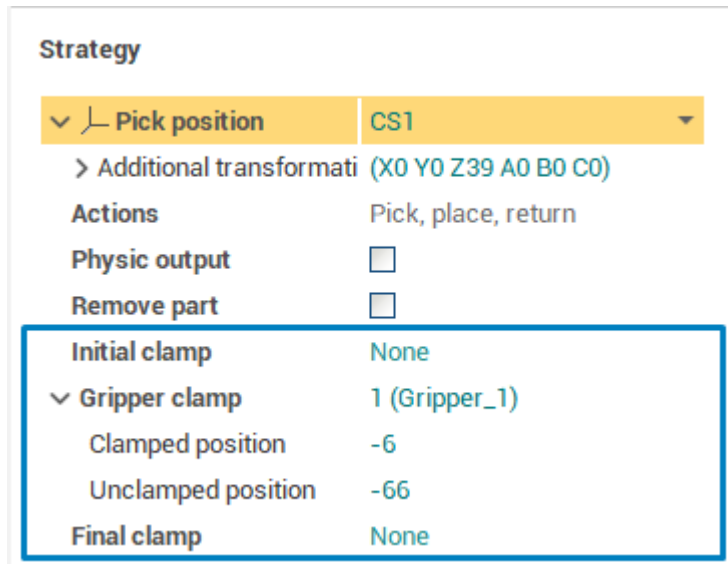 Strategy
Pick position CS1
Additional transformati (X0 Y0 Z39 A0 B0 C0)
Actions Pick, place, return
Physic output
Remove part
Initial clamp None
Gripper clamp 1 (Gripper_1)
Clamped position -6
Unclamped position -66
Final clamp None